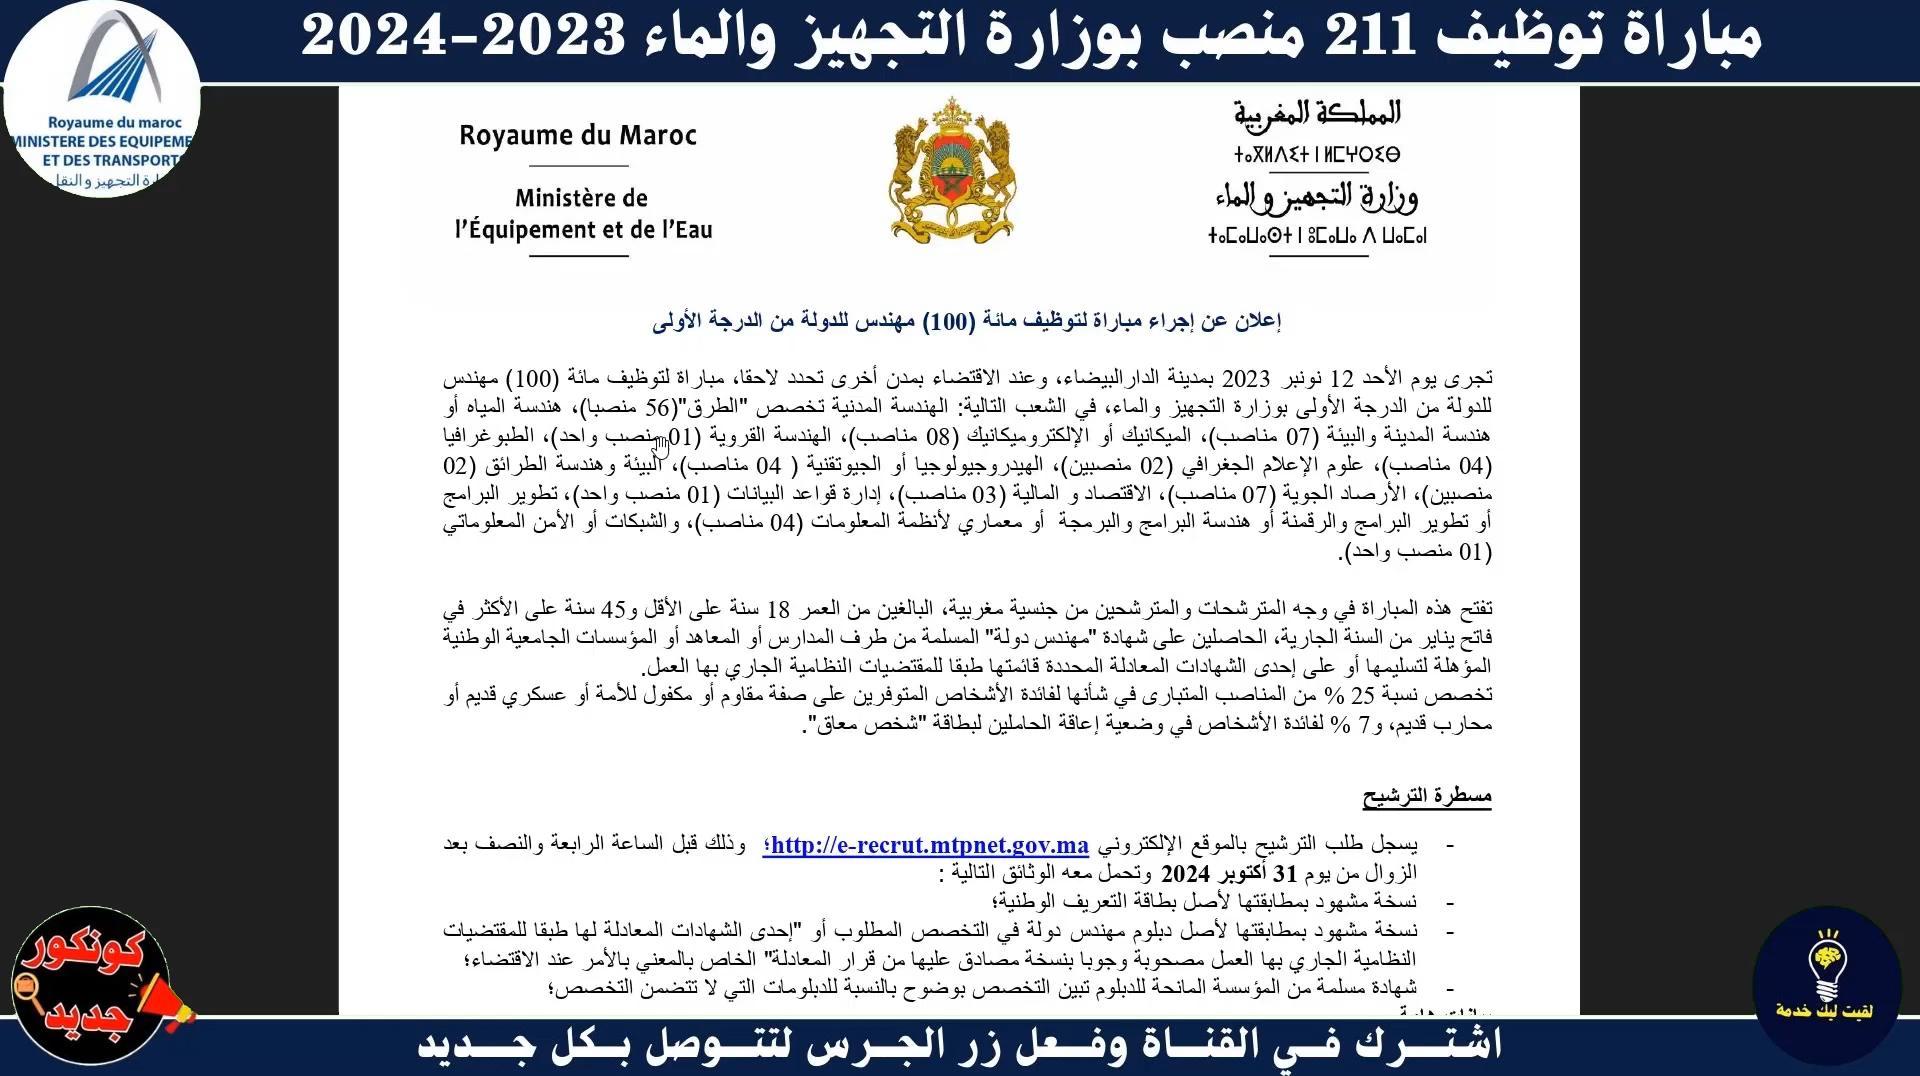 مباراة توظيف 211 منصب بوزارة التجهيز والماء 2023-2024
Royaume du maroc
MINISTERE DES EQUIPEME
ET DES TRANSPORT
رة التجهيز و النقل
Royaume du Maroc
Ministère de
l'Équipement et de l'Eau
المملكة المغربية
ⵜⴰⴳⵍⴷⵉⵜ ⵏ ⵍⵎⵖⵔⵉⴱ
وزارة التجهيز و الماء
ⵜⴰⵎⴰⵡⴰⵙⵜ ⵏ ⵓⵎⴰⵡⴰ ⴷ ⵡⴰⵎⴰⵏ
إعلان عن إجراء مباراة لتوظيف مائة (100) مهندس للدولة من الدرجة الأولى
تجرى يوم الأحد 12 نونبر 2023 بمدينة الدارالبيضاء، وعند الاقتضاء بمدن أخرى تحدد لاحقا، مباراة لتوظيف مائة (100) مهندس
للدولة من الدرجة الأولى بوزارة التجهيز والماء، في الشعب التالية: الهندسة المدنية تخصص "الطرق"(56 منصبا)، هندسة المياه أو
هندسة المدينة والبيئة (07 مناصب)، الميكانيك أو الإلكتروميكانيك (08 مناصب)، الهندسة القروية (01 منصب واحد)، الطبوغرافيا
(04 مناصب)، علوم الإعلام الجغرافي (02 منصبين)، الهيدروجيولوجيا أو الجيوتقنية ( 04 مناصب)، البيئة وهندسة الطرائق (02
منصبين)، الأرصاد الجوية (07 مناصب)، الاقتصاد و المالية (03 مناصب)، إدارة قواعد البيانات (01 منصب واحد)، تطوير البرامج
أو تطوير البرامج والرقمنة أو هندسة البرامج والبرمجة أو معماري لأنظمة المعلومات (04 مناصب)، والشبكات أو الأمن المعلوماتي
(01 منصب واحد).
تفتح هذه المباراة في وجه المترشحات والمترشحين من جنسية مغربية، البالغين من العمر 18 سنة على الأقل و45 سنة على الأكثر في
فاتح يناير من السنة الجارية، الحاصلين على شهادة "مهندس دولة" المسلمة من طرف المدارس أو المعاهد أو المؤسسات الجامعية الوطنية
المؤهلة لتسليمها أو على إحدى الشهادات المعادلة المحددة قائمتها طبقا للمقتضيات النظامية الجاري بها العمل.
تخصص نسبة 25 % من المناصب المتبارى في شأنها لفائدة الأشخاص المتوفرين على صفة مقاوم أو مكفول للأمة أو عسكري قديم أو
محارب قديم، و7 % لفائدة الأشخاص في وضعية إعاقة الحاملين لبطاقة "شخص معاق".
مسطرة الترشيح
- يسجل طلب الترشيح بالموقع الإلكتروني http://e-recrut.mtpnet.gov.ma؛ وذلك قبل الساعة الرابعة والنصف بعد
الزوال من يوم 31 أكتوبر 2024 وتحمل معه الوثائق التالية :
- نسخة مشهود بمطابقتها لأصل بطاقة التعريف الوطنية؛
- نسخة مشهود بمطابقتها لأصل دبلوم مهندس دولة في التخصص المطلوب أو "إحدى الشهادات المعادلة لها طبقا للمقتضيات
النظامية الجاري بها العمل مصحوبة وجوبا بنسخة مصادق عليها من قرار المعادلة" الخاص بالمعني بالأمر عند الاقتضاء؛
- شهادة مسلمة من المؤسسة المانحة للدبلوم تبين التخصص بوضوح بالنسبة للدبلومات التي لا تتضمن التخصص؛
كونكور
جديد
لقيت ليك خدمة
اشتـــرك فــي القنــاة وفــعل زر الجــرس لتتــوصل بــكل جــديد